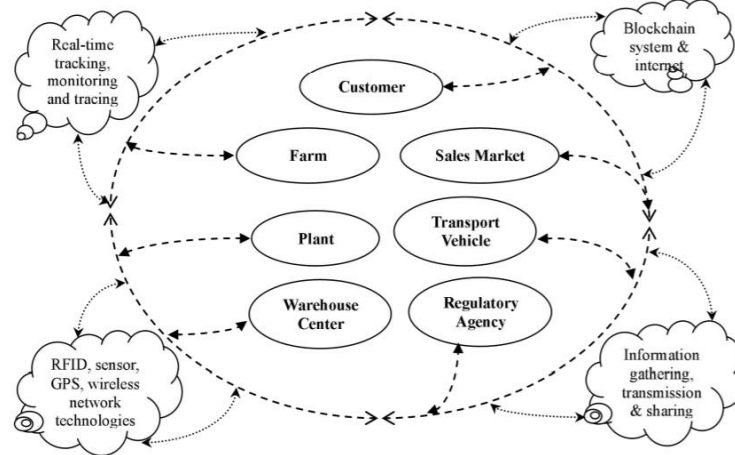 Real-time
tracking,
monitoring
and tracing
Blockchain
system &
internet
Customer
Farm
Sales Market
Plant
Transport
Vehicle
Warehouse
Center
Regulatory
Agency
RFID, sensor,
GPS, wireless
network
technologies
Information
gathering,
transmission
& sharing